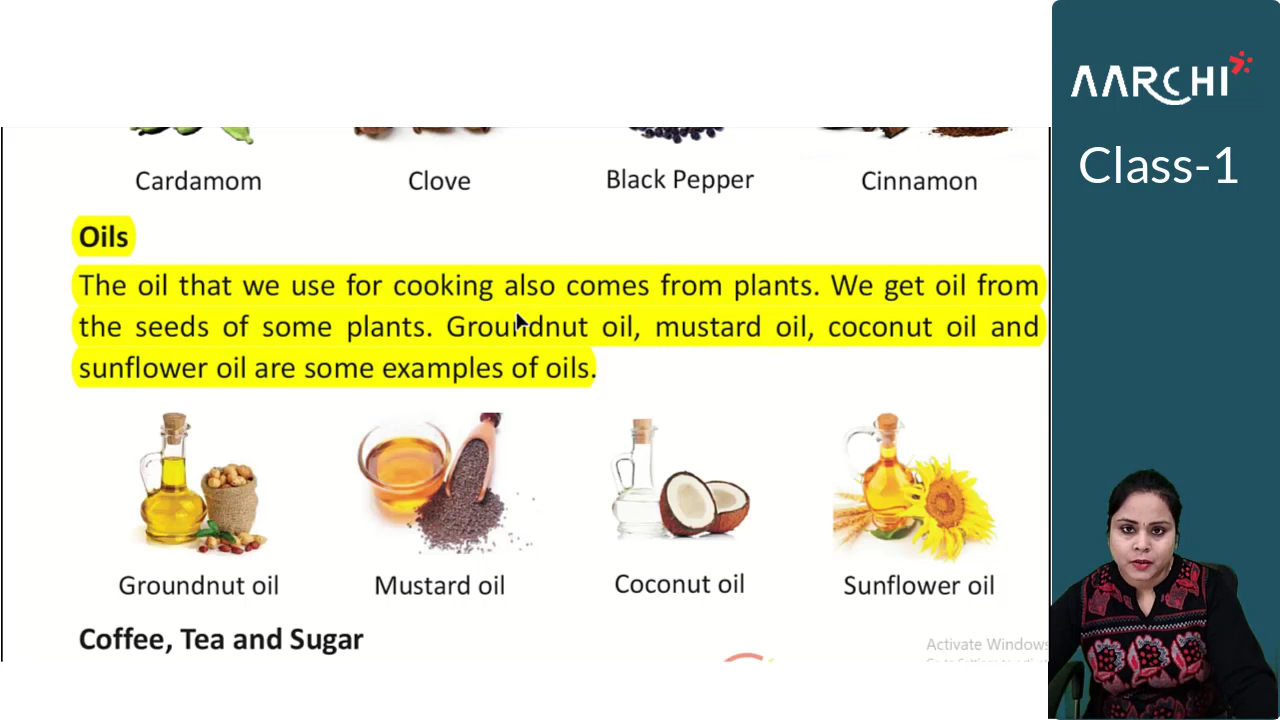 AARCHI
Class-1
Cardamom Clove Black Pepper Cinnamon
Oils
The oil that we use for cooking also comes from plants. We get oil from
the seeds of some plants. Groundnut oil, mustard oil, coconut oil and
sunflower oil are some examples of oils.
Groundnut oil Mustard oil Coconut oil Sunflower oil
Coffee, Tea and Sugar
Activate Windows